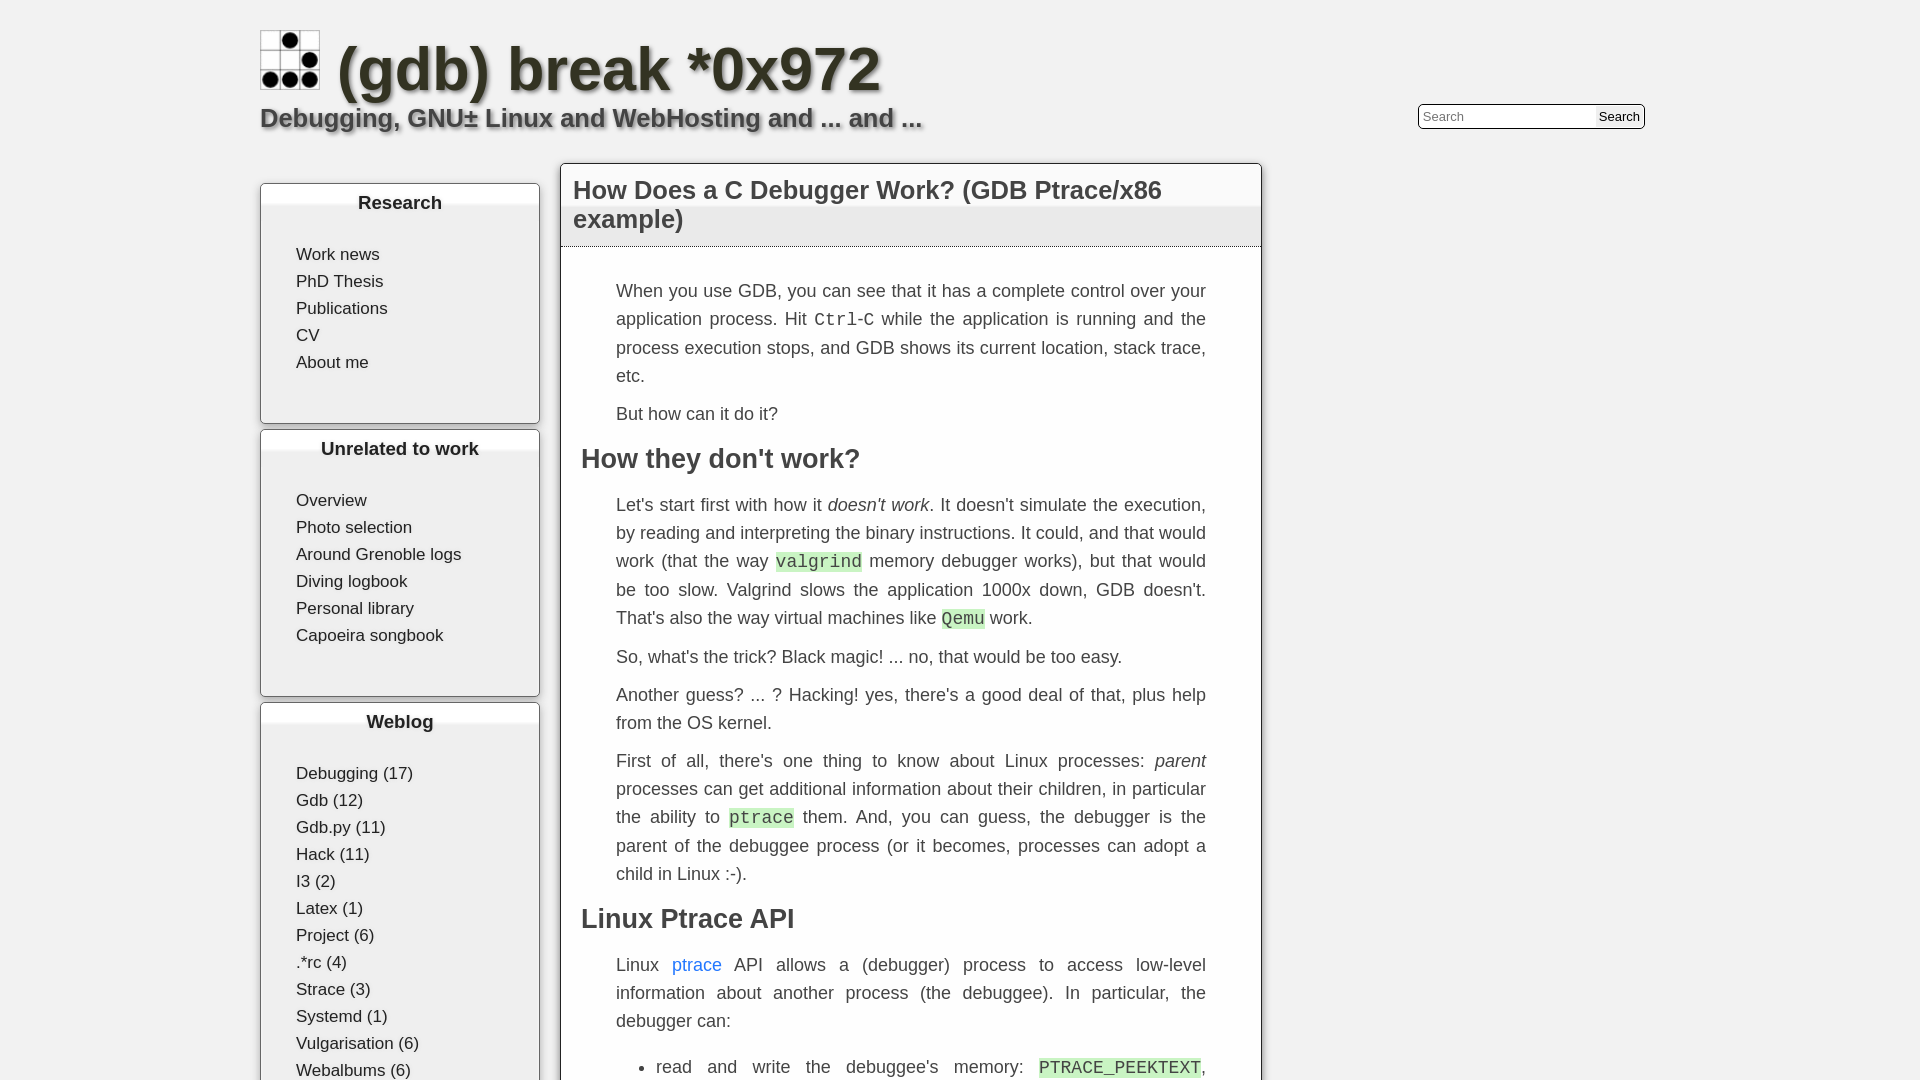 (gdb) break *0x972
Debugging, GNU± Linux and WebHosting and ... and ...
Search Search
Research
Work news
PhD Thesis
Publications
CV
About me
Unrelated to work
Overview
Photo selection
Around Grenoble logs
Diving logbook
Personal library
Capoeira songbook
Weblog
Debugging (17)
Gdb (12)
Gdb.py (11)
Hack (11)
I3 (2)
Latex (1)
Project (6)
.*rc (4)
Strace (3)
Systemd (1)
Vulgarisation (6)
Webalbums (6)
How Does a C Debugger Work? (GDB Ptrace/x86
example)
When you use GDB, you can see that it has a complete control over your
application process. Hit Ctrl-C while the application is running and the
process execution stops, and GDB shows its current location, stack trace,
etc.
But how can it do it?
How they don't work?
Let's start first with how it doesn't work. It doesn't simulate the execution,
by reading and interpreting the binary instructions. It could, and that would
work (that the way valgrind memory debugger works), but that would
be too slow. Valgrind slows the application 1000x down, GDB doesn't.
That's also the way virtual machines like Qemu work.
So, what's the trick? Black magic! ... no, that would be too easy.
Another guess? ... ? Hacking! yes, there's a good deal of that, plus help
from the OS kernel.
First of all, there's one thing to know about Linux processes: parent
processes can get additional information about their children, in particular
the ability to ptrace them. And, you can guess, the debugger is the
parent of the debuggee process (or it becomes, processes can adopt a
child in Linux :-).
Linux Ptrace API
Linux ptrace API allows a (debugger) process to access low-level
information about another process (the debuggee). In particular, the
debugger can:
• read and write the debuggee's memory: PTRACE_PEEKTEXT,